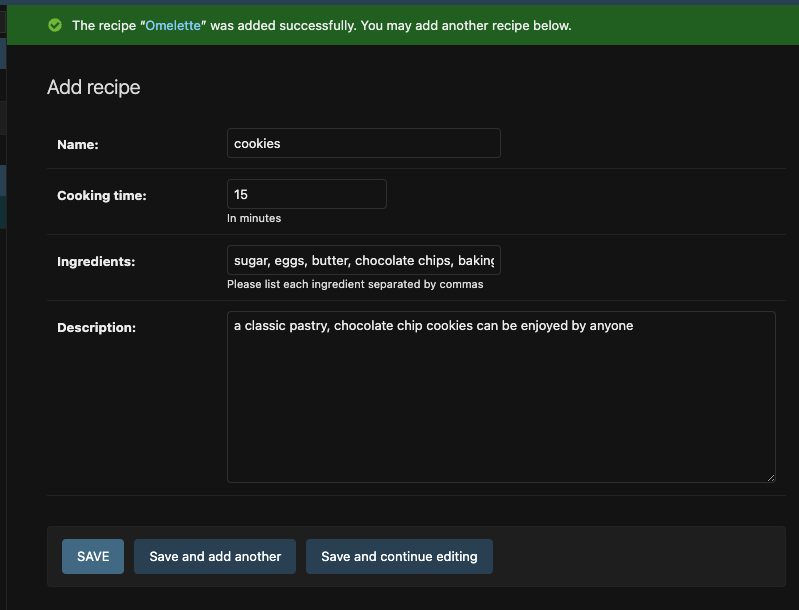 The recipe “Omelette” was added successfully. You may add another recipe below.
Add recipe
Name:
cookies
Cooking time:
15
In minutes
Ingredients:
sugar, eggs, butter, chocolate chips, baking
Please list each ingredient separated by commas
Description:
a classic pastry, chocolate chip cookies can be enjoyed by anyone
SAVE
Save and add another
Save and continue editing